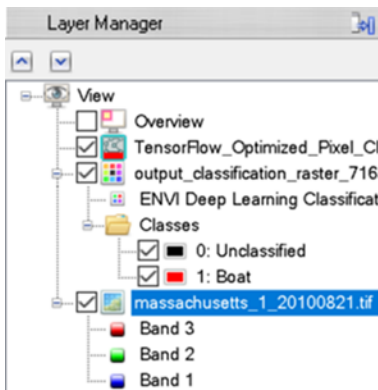 Layer Manager
View
Overview
TensorFlow_Optimized_Pixel_Cl
output_classification_raster_716
ENVI Deep Learning Classificat
Classes
0: Unclassified
1: Boat
massachusetts_1_20100821.tif
Band 3
Band 2
Band 1